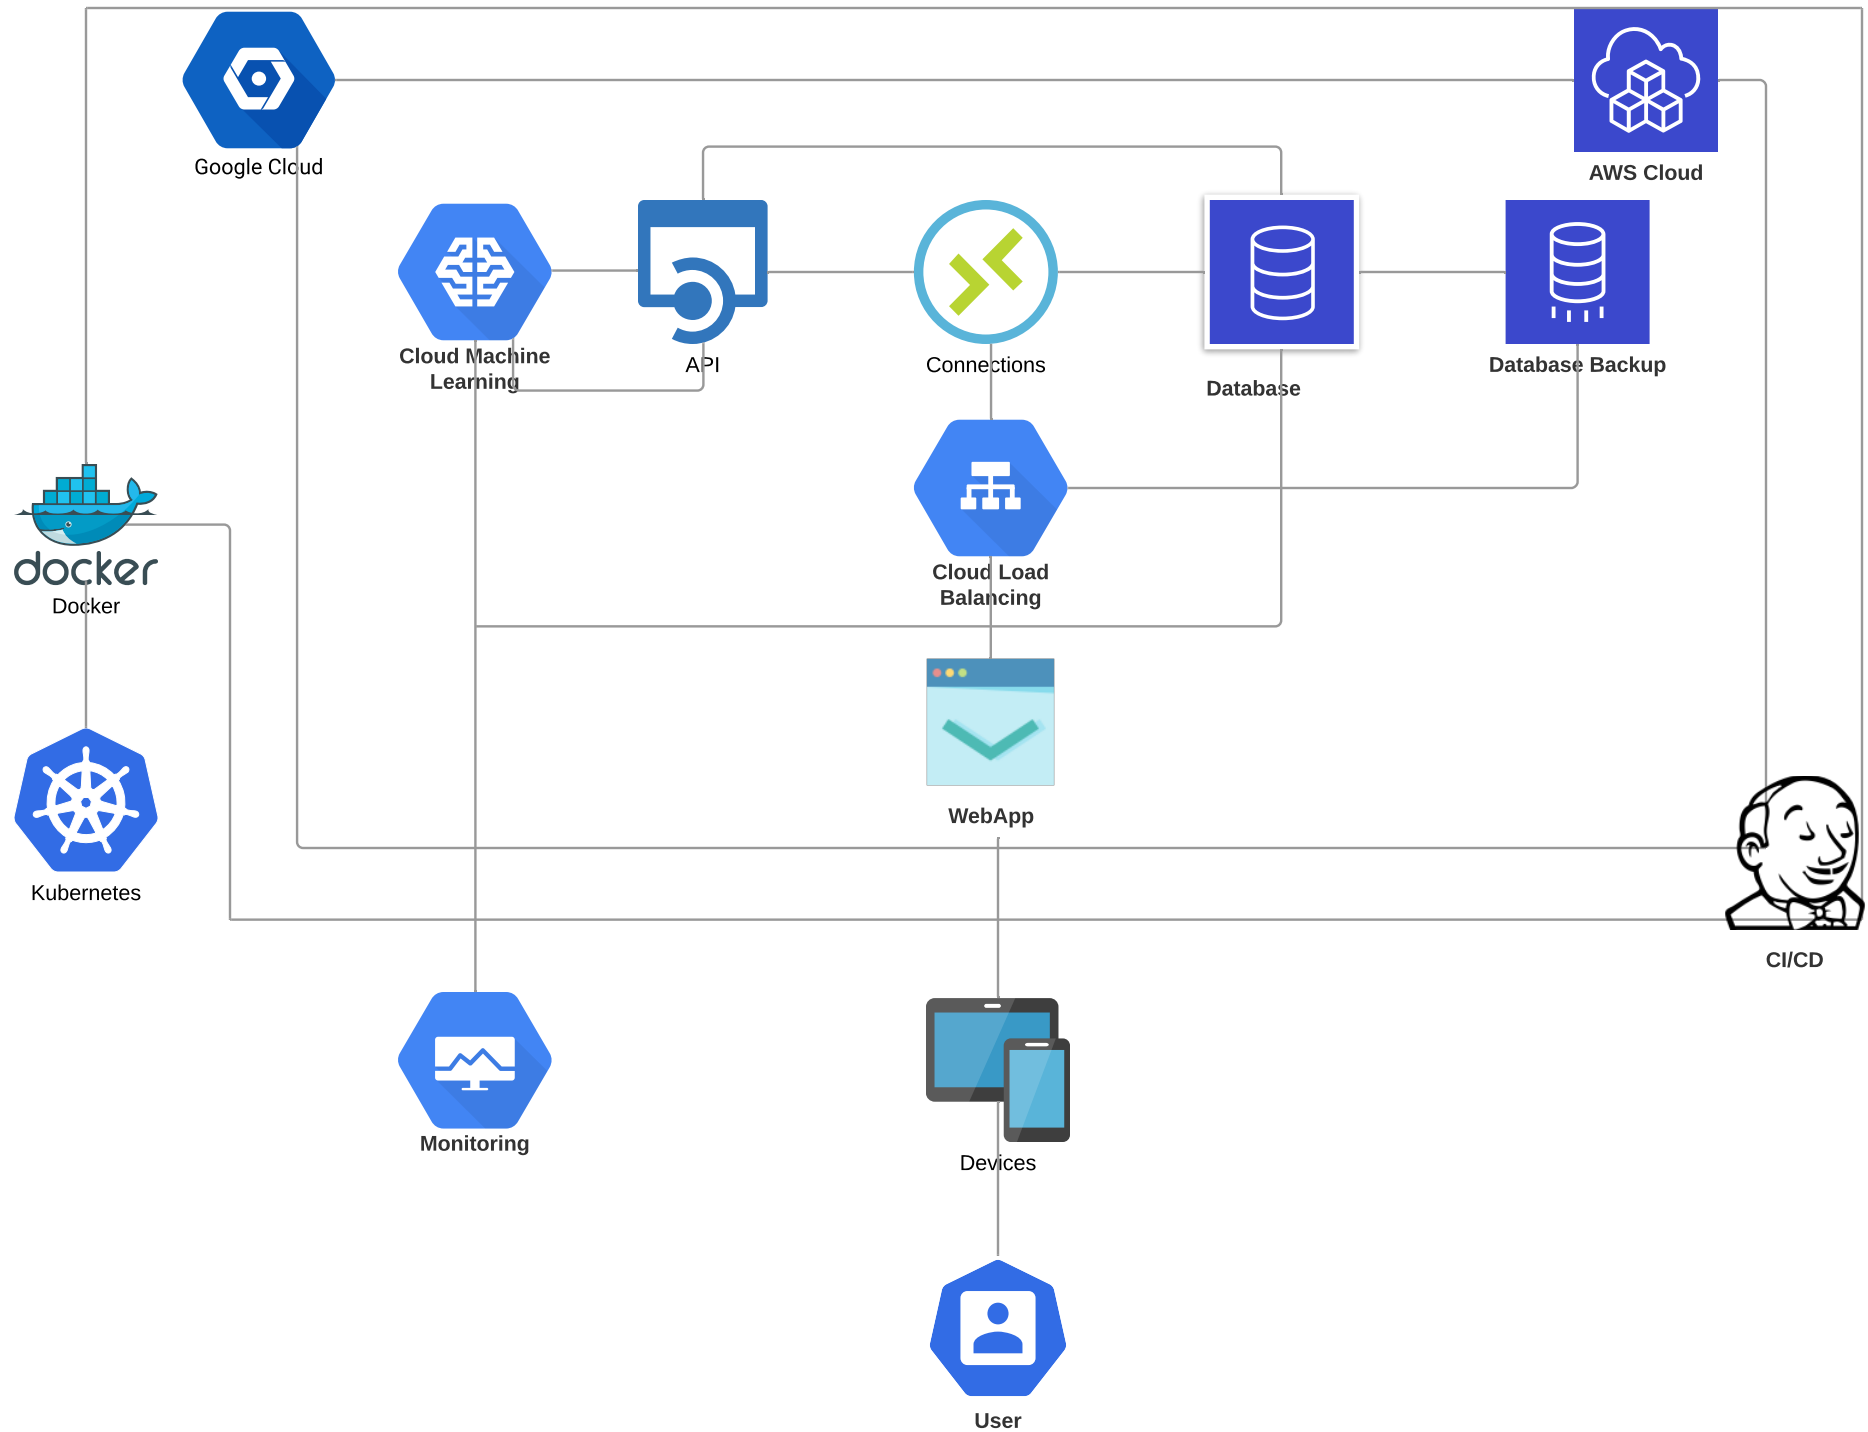 Google Cloud
AWS Cloud
Cloud Machine
Learning
API
Connections
Database
Database Backup
Cloud Load
Balancing
docker
Docker
WebApp
Kubernetes
CI/CD
Monitoring
Devices
User